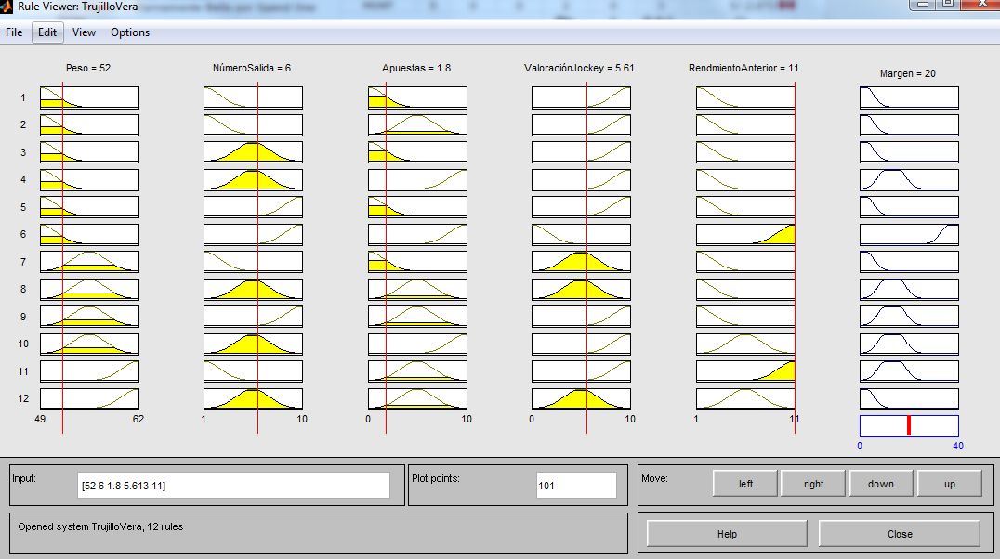 Rule Viewer: TrujilloVera
File Edit View Options
Peso = 52 NúmeroSalida = 6 Apuestas = 1.8 ValoraciónJockey = 5.61 RendimientoAnterior = 11 Margen = 20
1
2
3
4
5
6
7
8
9
10
11
12
49 62 1 10 0 10 0 10 1 11
0 40
Input: [52 6 1.8 5.613 11] Plot points: 101 Move: left right down up
Opened system TrujilloVera, 12 rules Help Close